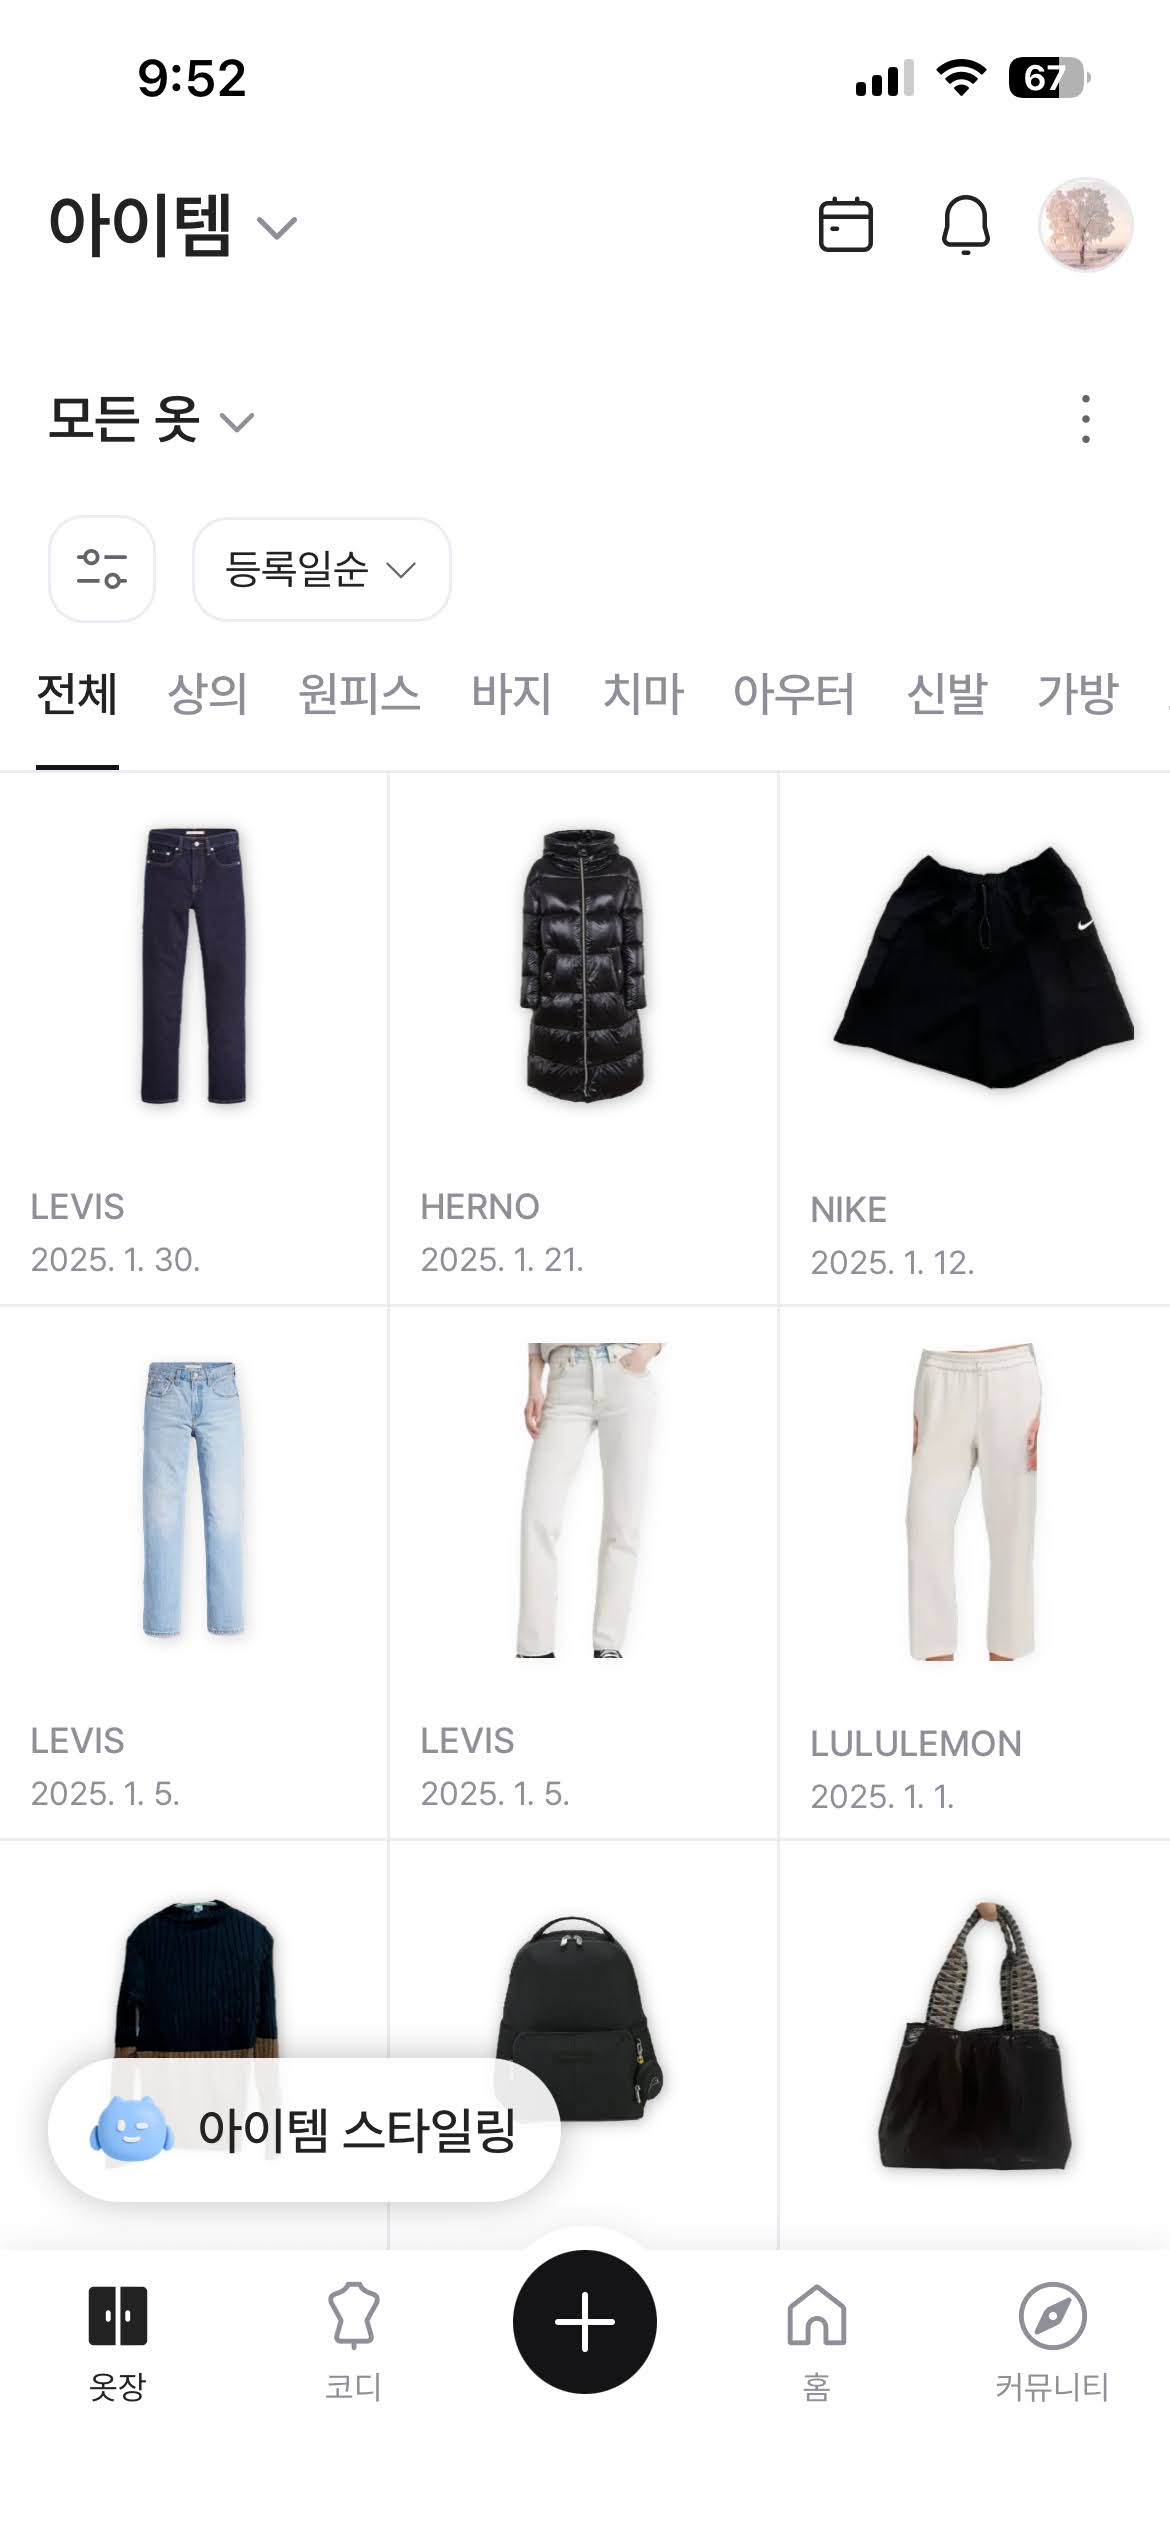 9:52
67
아이템
모든 옷
등록일순
전체 상의 원피스 바지 치마 아우터 신발 가방
LEVIS
2025. 1. 30.
HERNO
2025. 1. 21.
NIKE
2025. 1. 12.
LEVIS
2025. 1. 5.
LEVIS
2025. 1. 5.
LULULEMON
2025. 1. 1.
아이템 스타일링
옷장
코디
홈
커뮤니티